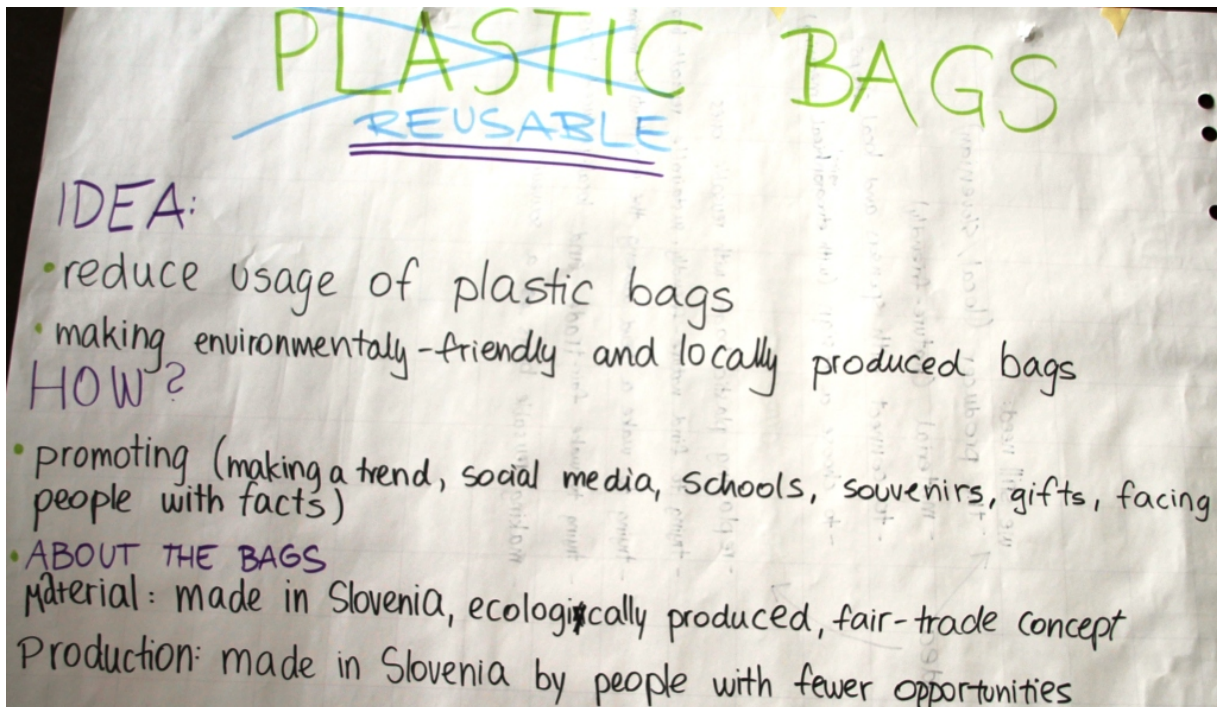 PLASTIC BAGS
REUSABLE
IDEA:
• reduce usage of plastic bags
• making environmentaly-friendly and locally produced bags
HOW?
• promoting (making a trend, social media, schools, souvenirs, gifts, facing
people with facts)
• ABOUT THE BAGS
Material: made in Slovenia, ecologically produced, fair-trade concept
Production: made in Slovenia by people with fewer opportunities